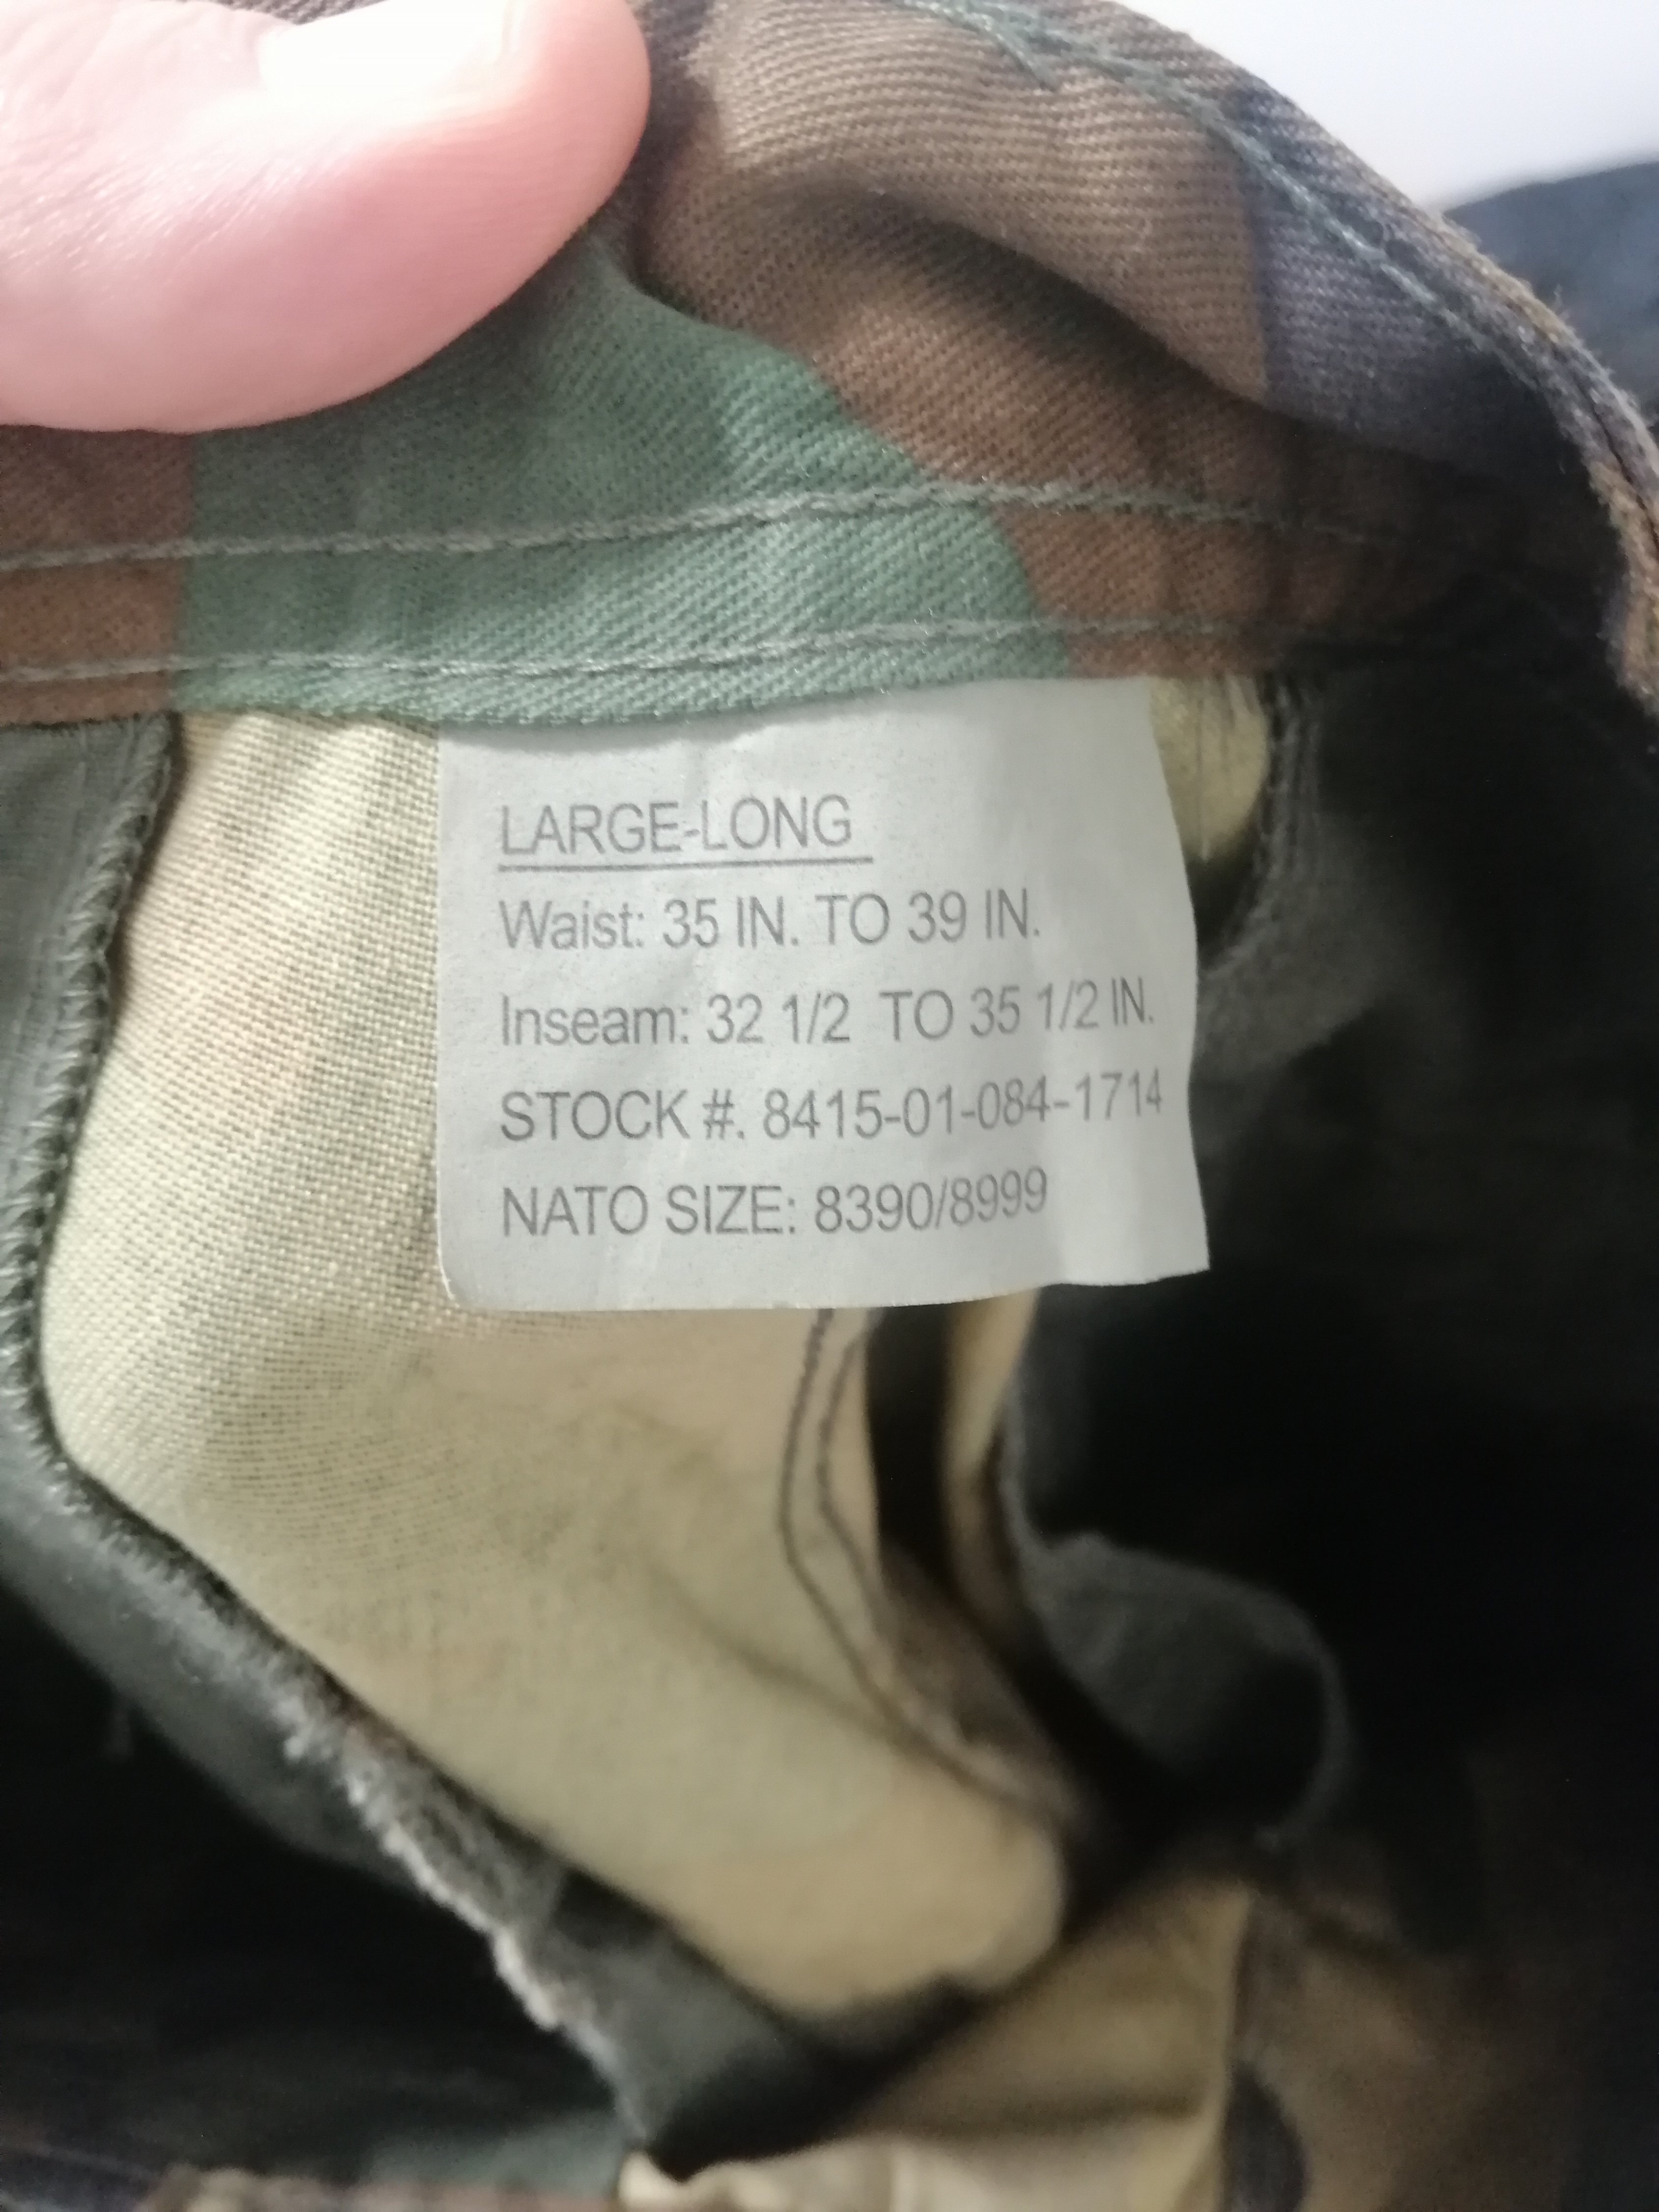 LARGE-LONG
Waist: 35 IN. TO 39 IN.
Inseam: 32 1/2 TO 35 1/2 IN.
STOCK #. 8415-01-084-1714
NATO SIZE: 8390/8999